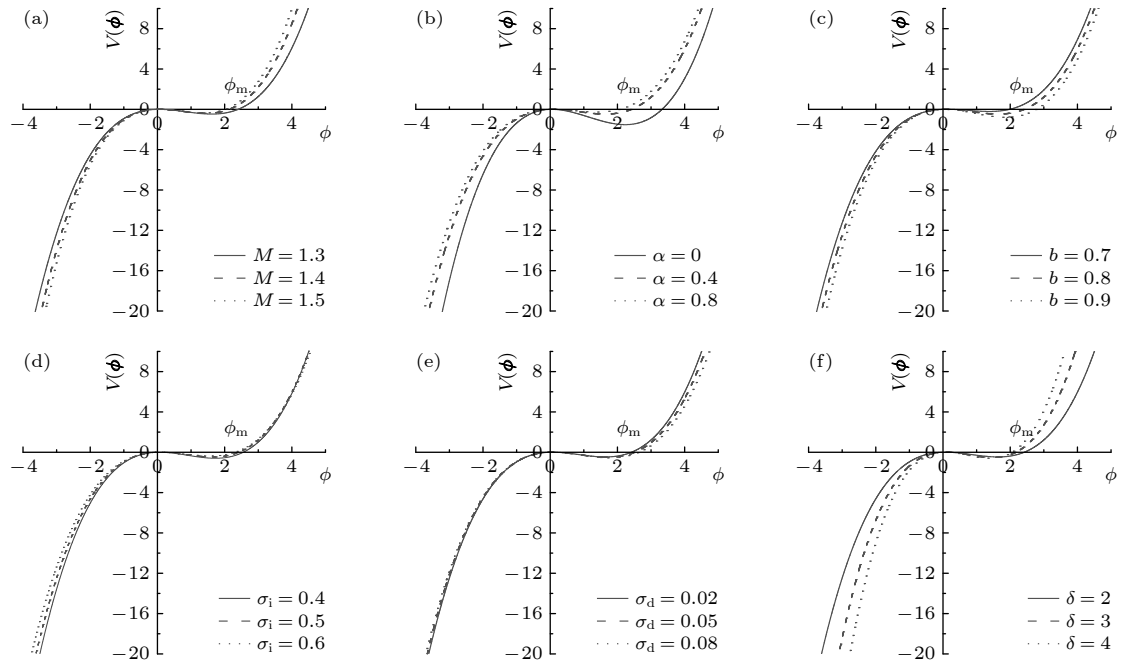 (a)
V(ϕ)
8
4
ϕm
−4 −2 0 0 2 4 ϕ
−4
−8
−12
−16
−20
M = 1.3
M = 1.4
M = 1.5
(b)
V(ϕ)
8
4
ϕm
−4 −2 0 0 2 4 ϕ
−4
−8
−12
−16
−20
α = 0
α = 0.4
α = 0.8
(c)
V(ϕ)
8
4
ϕm
−4 −2 0 0 2 4 ϕ
−4
−8
−12
−16
−20
b = 0.7
b = 0.8
b = 0.9
(d)
V(ϕ)
8
4
ϕm
−4 −2 0 0 2 4 ϕ
−4
−8
−12
−16
−20
σi = 0.4
σi = 0.5
σi = 0.6
(e)
V(ϕ)
8
4
ϕm
−4 −2 0 0 2 4 ϕ
−4
−8
−12
−16
−20
σd = 0.02
σd = 0.05
σd = 0.08
(f)
V(ϕ)
8
4
ϕm
−4 −2 0 0 2 4 ϕ
−4
−8
−12
−16
−20
δ = 2
δ = 3
δ = 4